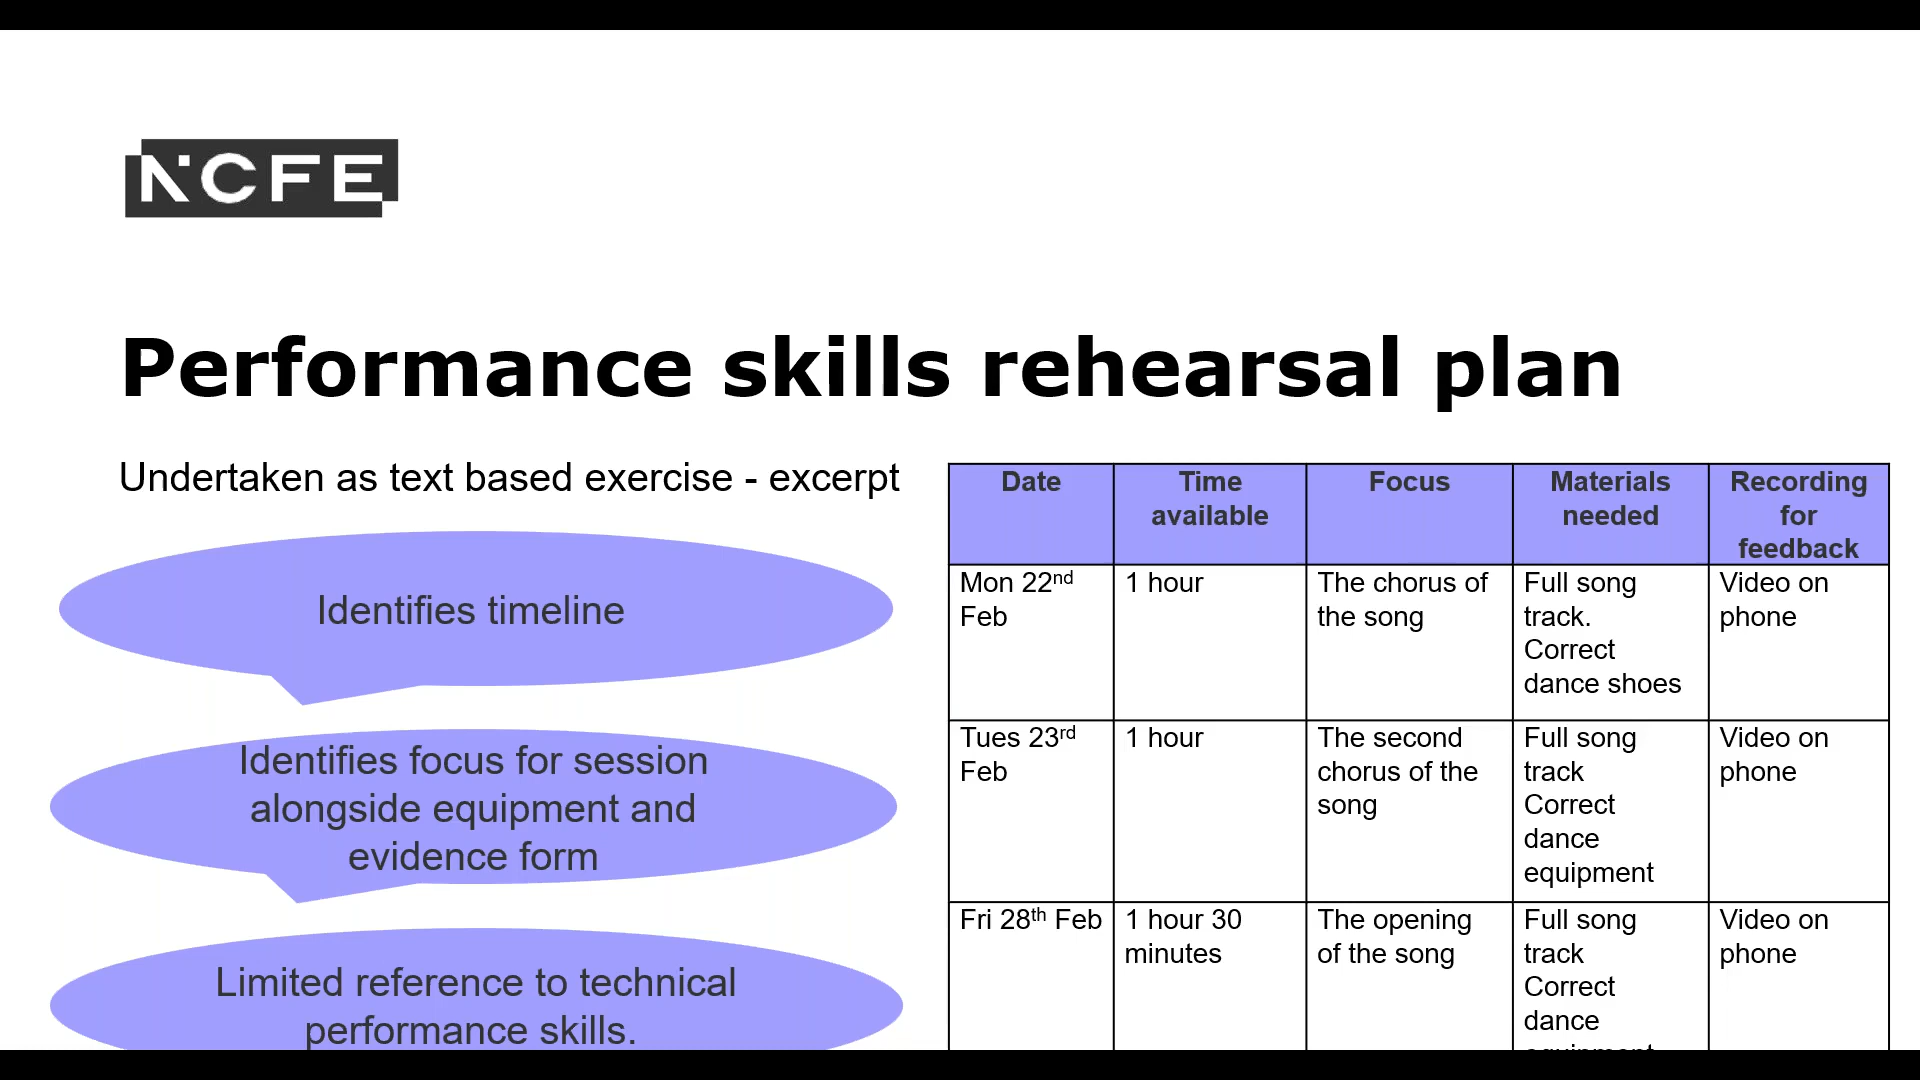 NCFE
Performance skills rehearsal plan
Undertaken as text based exercise - excerpt
Identifies timeline
Identifies focus for session
alongside equipment and
evidence form
Limited reference to technical
performance skills.
Date
Time
available
Focus
Materials
needed
Recording
for
feedback
Mon 22nd
Feb
1 hour
The chorus of
the song
Full song
track.
Correct
dance shoes
Video on
phone
Tues 23rd
Feb
1 hour
The second
chorus of the
song
Full song
track
Correct
dance
equipment
Video on
phone
Fri 28th Feb
1 hour 30
minutes
The opening
of the song
Full song
track
Correct
dance
Video on
phone